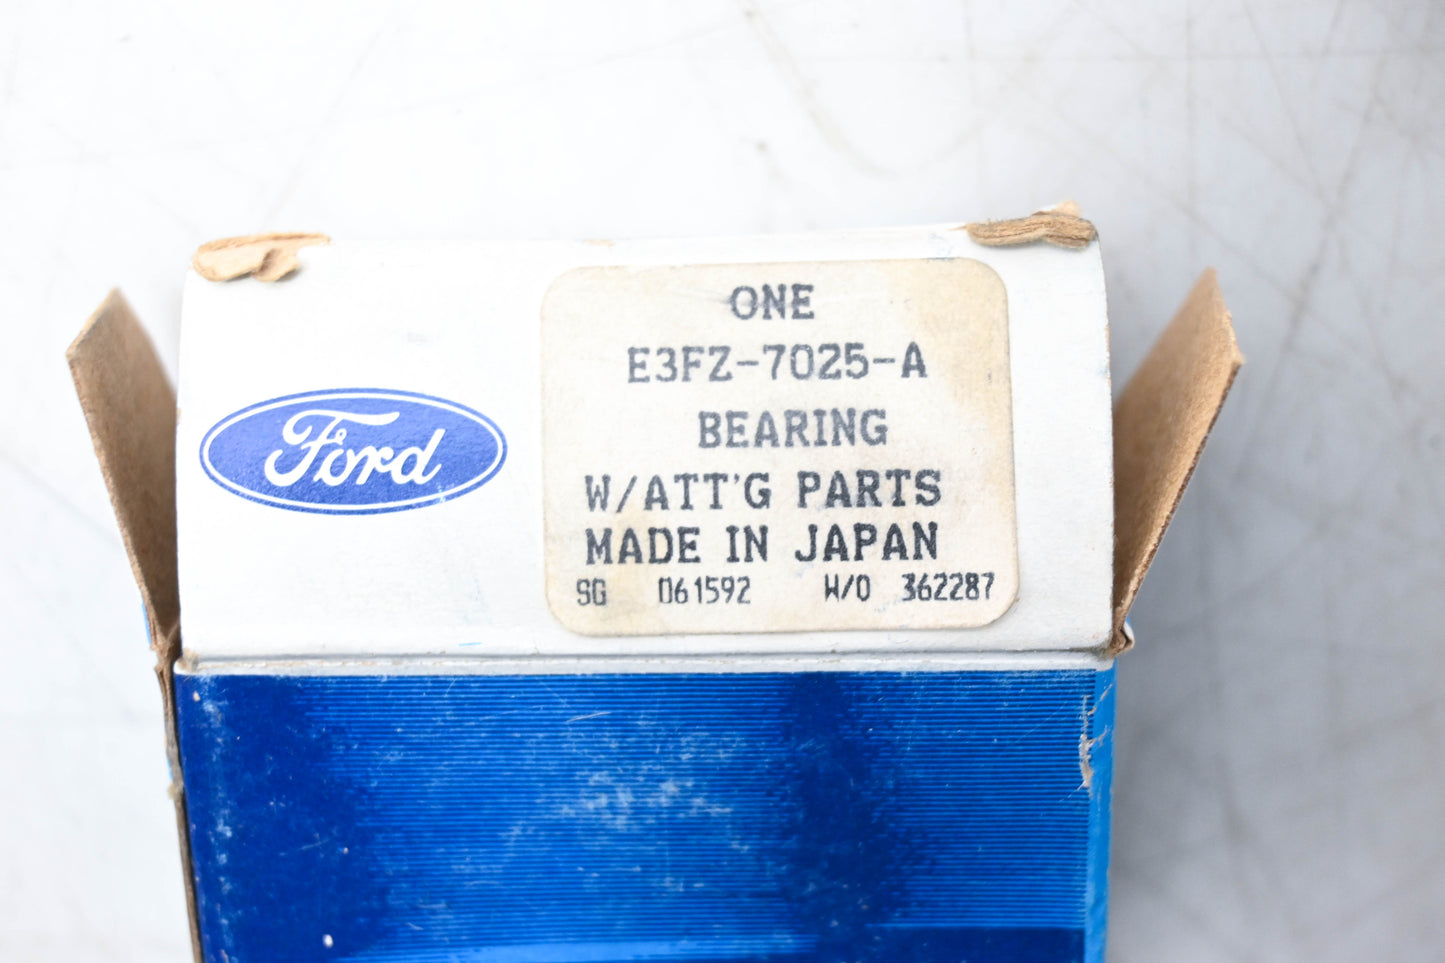 ONE
E3FZ-7025-A
BEARING
W/ATT'G PARTS
MADE IN JAPAN
SG 061592 W/O 362287
Ford